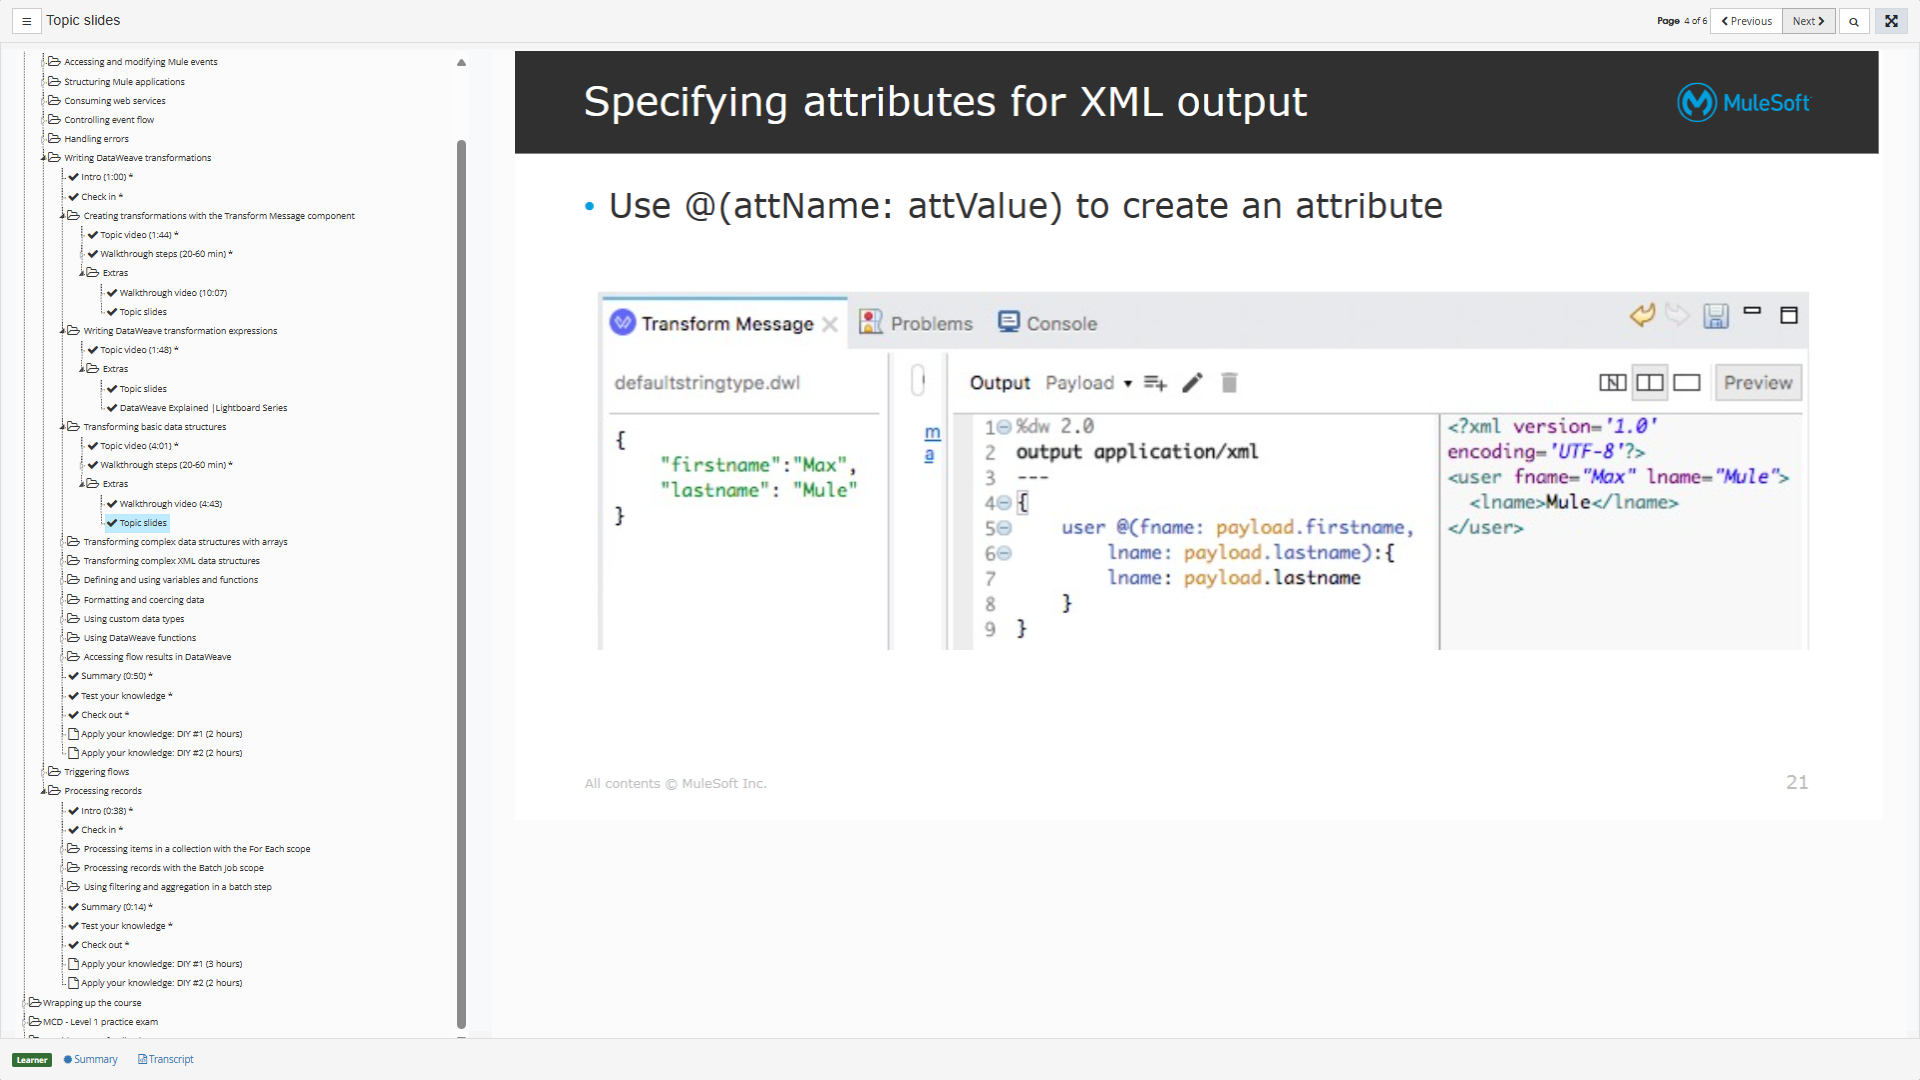 Topic slides
Page 4 of 6
Previous
Next
Accessing and modifying Mule events
Structuring Mule applications
Consuming web services
Controlling event flow
Handling errors
Writing DataWeave transformations
Intro (1:00) *
Check in *
Creating transformations with the Transform Message component
Topic video (1:44) *
Walkthrough steps (20-60 min) *
Extras
Walkthrough video (10:07)
Topic slides
Writing DataWeave transformation expressions
Topic video (1:48) *
Extras
Topic slides
DataWeave Explained |Lightboard Series
Transforming basic data structures
Topic video (4:01) *
Walkthrough steps (20-60 min) *
Extras
Walkthrough video (4:43)
Topic slides
Transforming complex data structures with arrays
Transforming complex XML data structures
Defining and using variables and functions
Formatting and coercing data
Using custom data types
Using DataWeave functions
Accessing flow results in DataWeave
Summary (0:50) *
Test your knowledge *
Check out *
Apply your knowledge: DIY #1 (2 hours)
Apply your knowledge: DIY #2 (2 hours)
Triggering flows
Processing records
Intro (0:38) *
Check in *
Processing items in a collection with the For Each scope
Processing records with the Batch Job scope
Using filtering and aggregation in a batch step
Summary (0:14) *
Test your knowledge *
Check out *
Apply your knowledge: DIY #1 (3 hours)
Apply your knowledge: DIY #2 (2 hours)
Wrapping up the course
MCD - Level 1 practice exam
Learner
Summary
Transcript
Specifying attributes for XML output
MuleSoft
• Use @(attName: attValue) to create an attribute
Transform Message
Problems
Console
defaultstringtype.dwl
{
"firstname":"Max",
"lastname": "Mule"
}
m
a
Output Payload
Preview
1 %dw 2.0
2 output application/xml
3 ---
4 {
5 user @(fname: payload.firstname,
6 lname: payload.lastname):{
7 lname: payload.lastname
8 }
9 }
<?xml version='1.0'
encoding='UTF-8'?>
<user fname="Max" lname="Mule">
<lname>Mule</lname>
</user>
All contents © MuleSoft Inc.
21